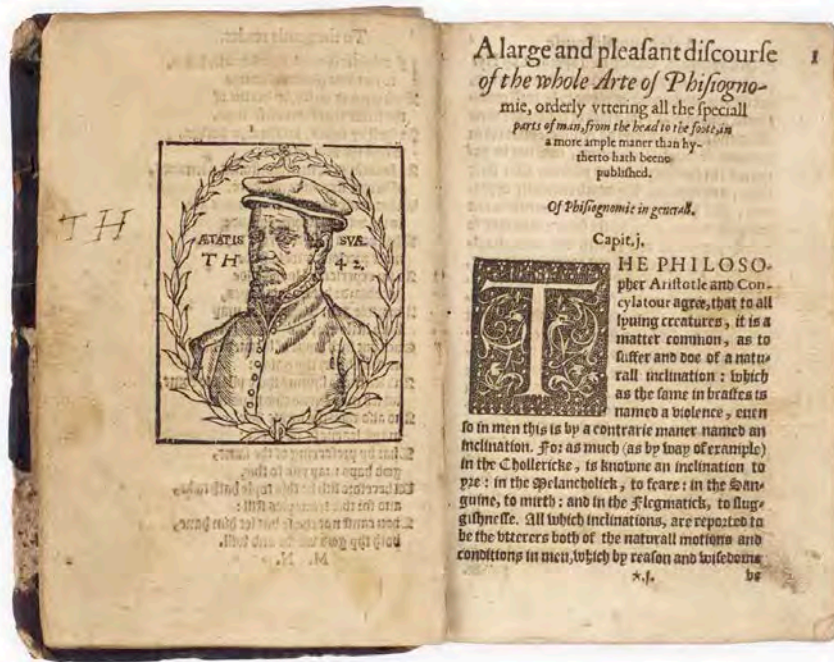 TH
ÆTATIS SVÆ
TH 42.
A large and pleaſant diſcourſe 1
of the whole Arte of Phiſiogno-
mie, orderly vttering all the ſpeciall
parts of man, from the head to the foote, in
a more ample maner than hy-
therto hath beene
publiſhed.
Of Phiſiognomie in generall.
Capit.j.
THE PHILOSO-
pher Ariſtotle and Con-
cylatour agree, that to all
lyuing creatures, it is a
matter common, as to
ſuffer and doe of a natu-
rall inclination: which
as the ſame in beaſtes is
named a violence, euen
ſo in men this is by a contrarie maner named an
inclination. For as much (as by way of example)
in the Chollericke, is knowne an inclination to
yre: in the Melancholick, to feare: in the San-
guine, to mirth: and in the Flegmatick, to ſlug-
giſhneſſe. All which inclinations, are reported to
be the vtterers both of the naturall motions and
conditions in men, which by reaſon and wiſedome
*.j. vs